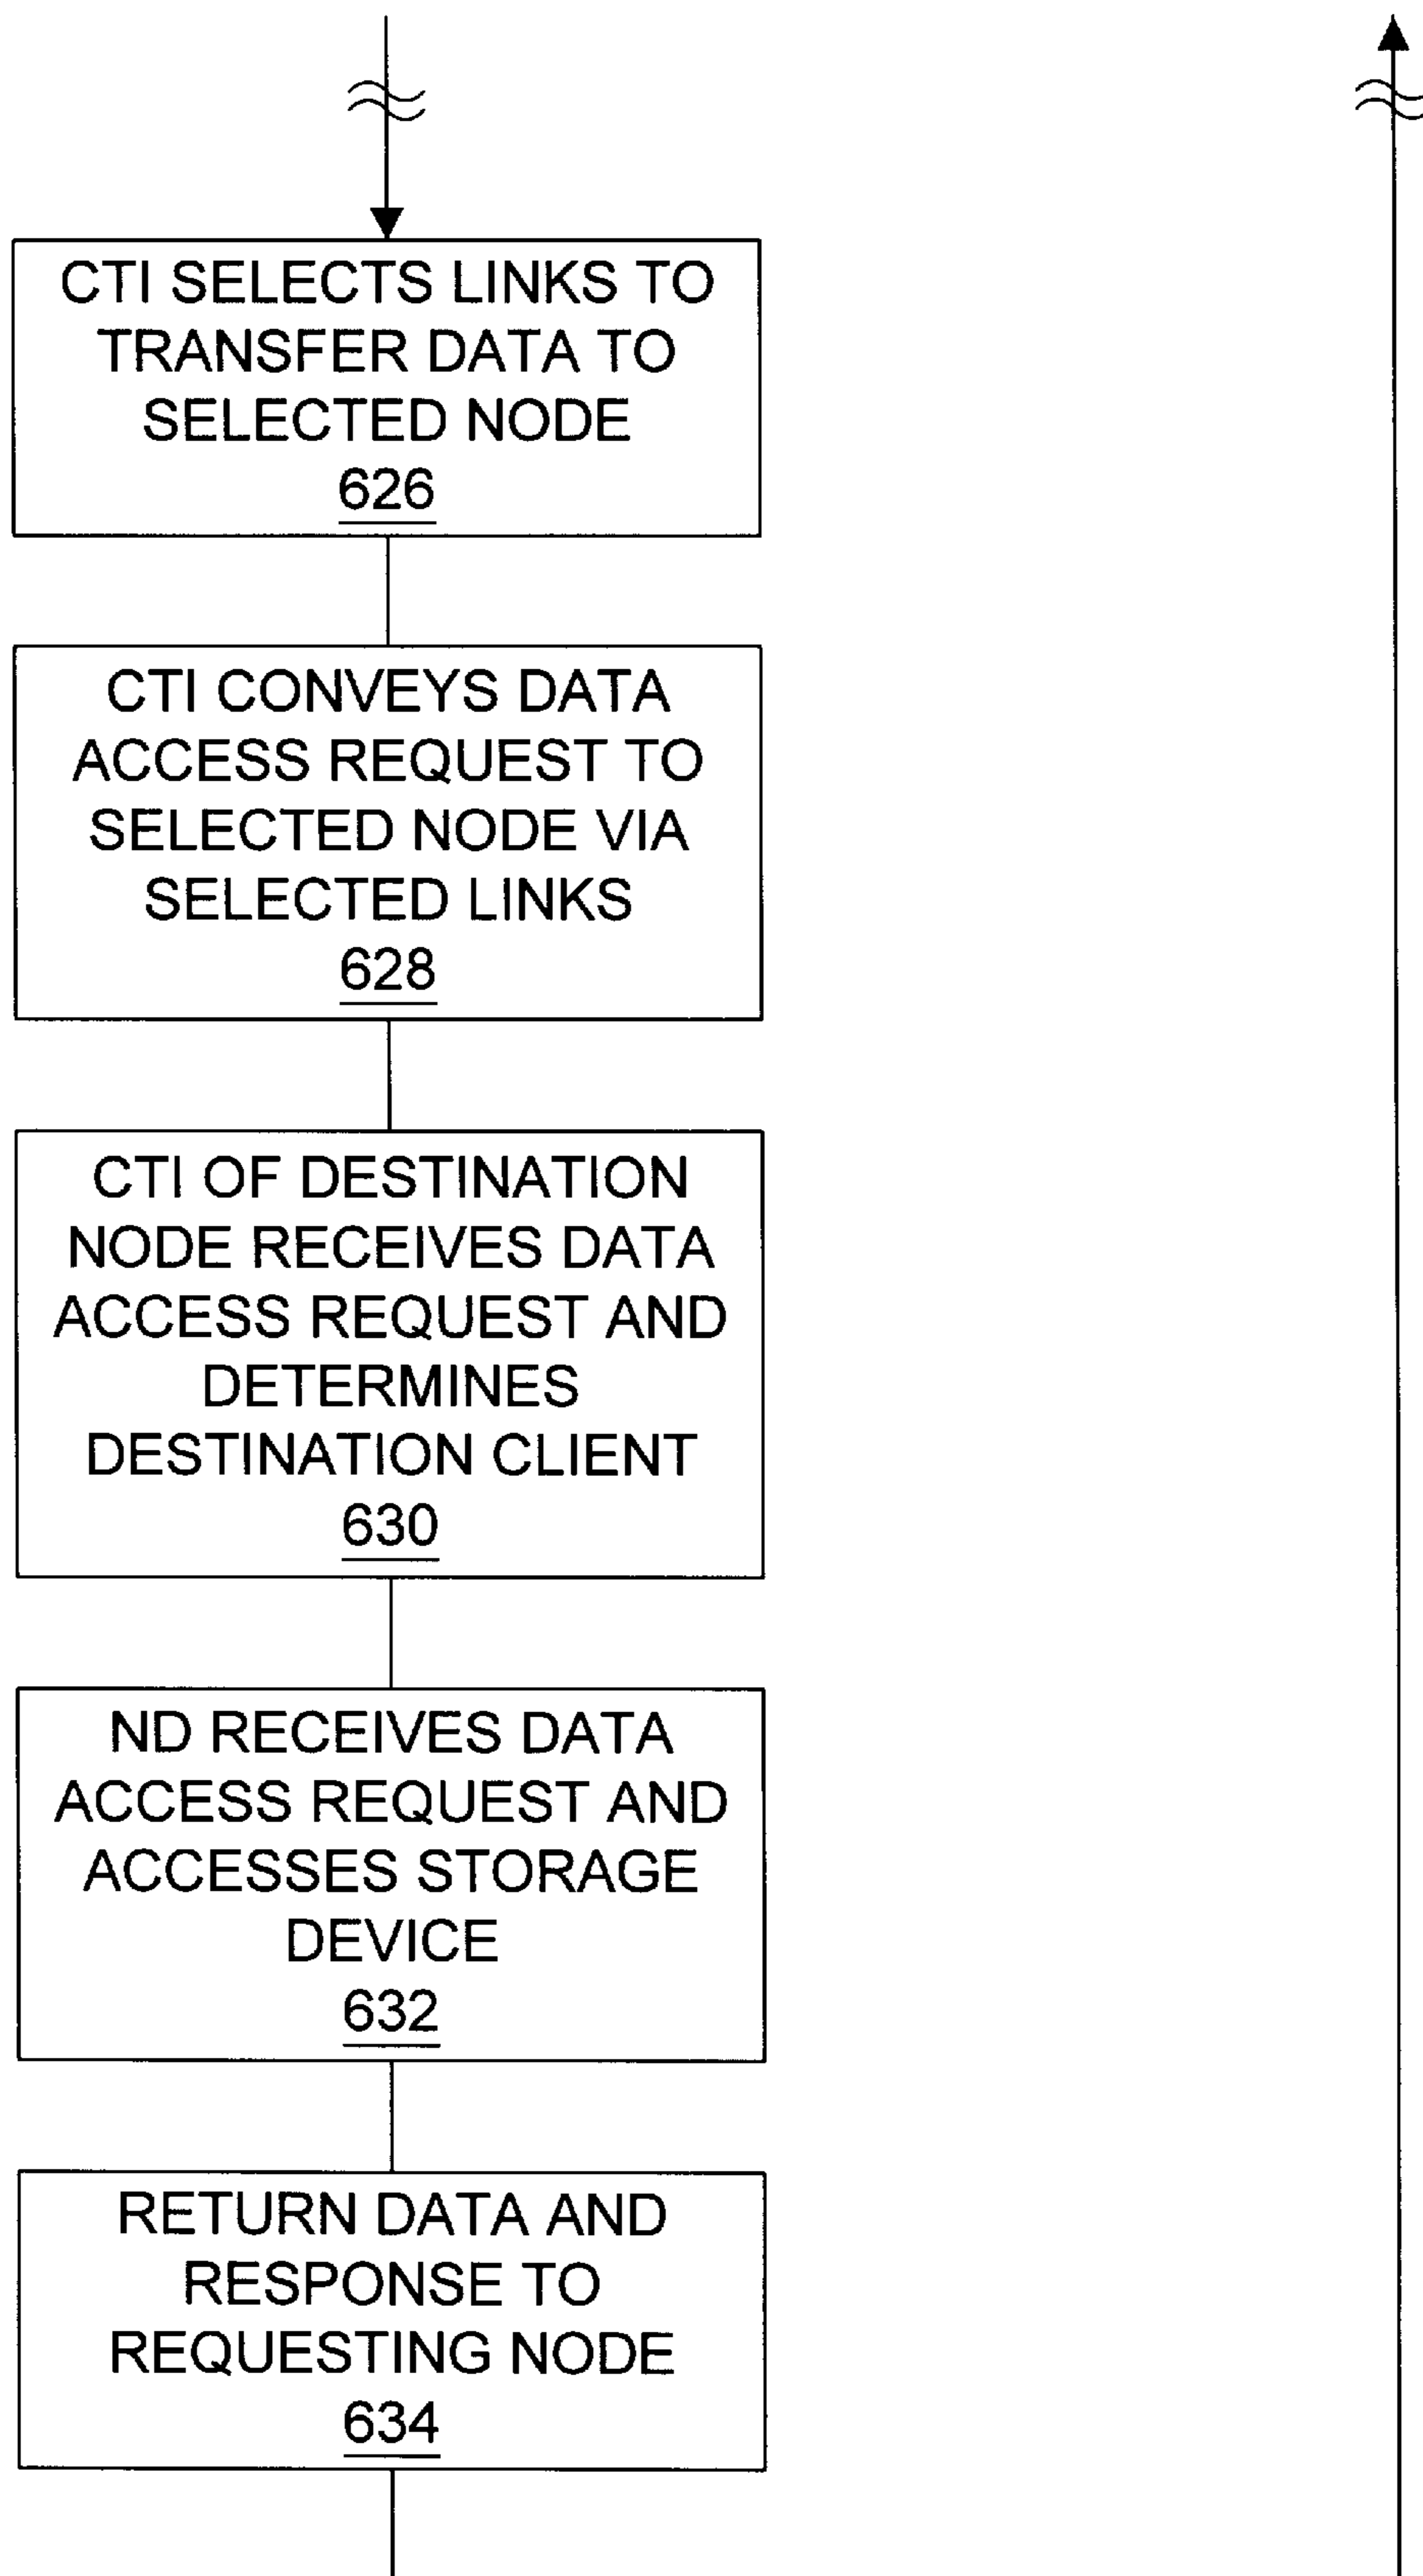 CTI SELECTS LINKS TO
TRANSFER DATA TO
SELECTED NODE
626
CTI CONVEYS DATA
ACCESS REQUEST TO
SELECTED NODE VIA
SELECTED LINKS
628
CTI OF DESTINATION
NODE RECEIVES DATA
ACCESS REQUEST AND
DETERMINES
DESTINATION CLIENT
630
ND RECEIVES DATA
ACCESS REQUEST AND
ACCESSES STORAGE
DEVICE
632
RETURN DATA AND
RESPONSE TO
REQUESTING NODE
634